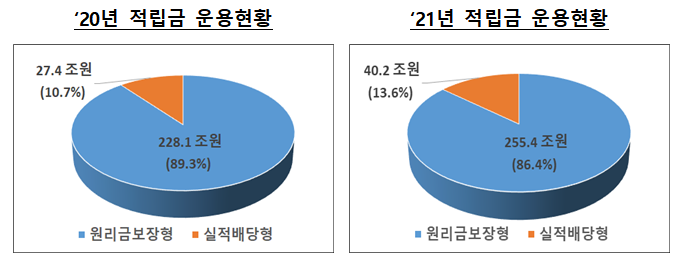 ‘20년 적립금 운용현황
27.4 조원
(10.7%)
228.1 조원
(89.3%)
원리금보장형 실적배당형
‘21년 적립금 운용현황
40.2 조원
(13.6%)
255.4 조원
(86.4%)
원리금보장형 실적배당형